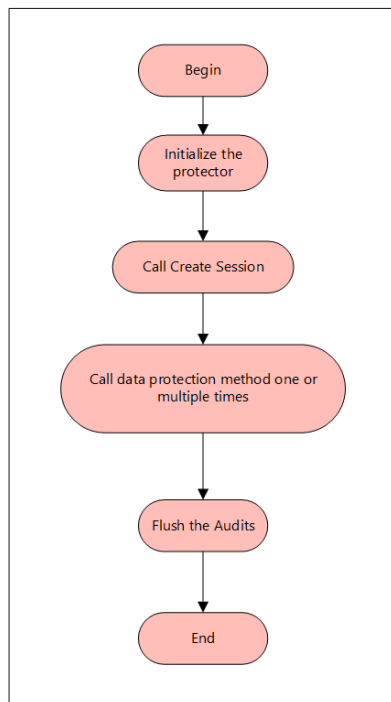 Begin
Initialize the
protector
Call Create Session
Call data protection method one or
multiple times
Flush the Audits
End